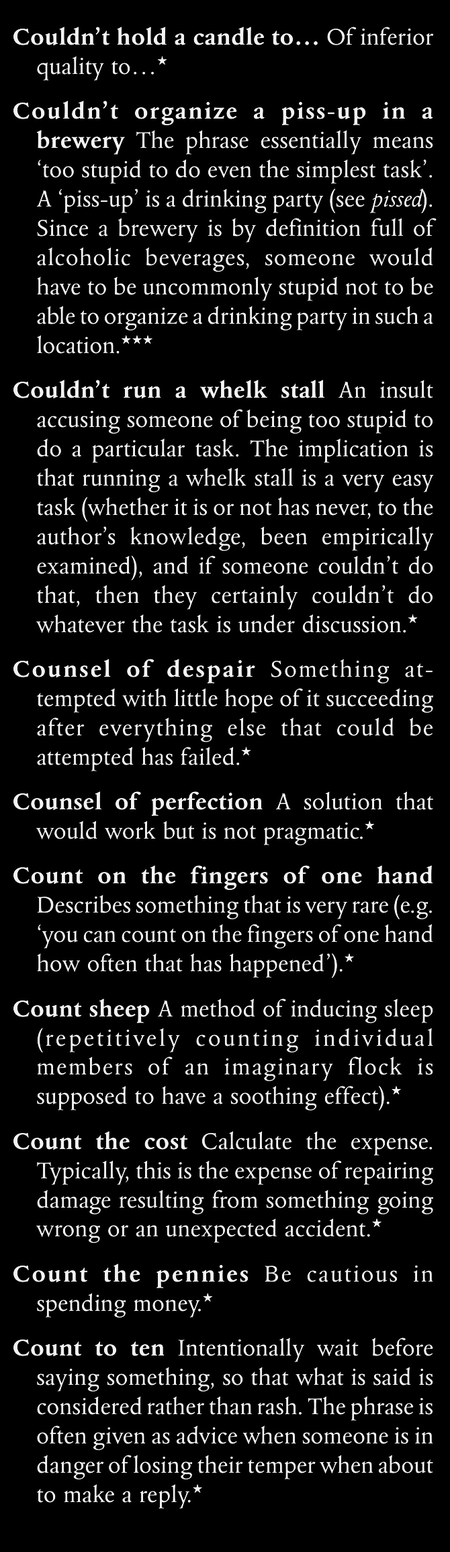 Couldn’t hold a candle to… Of inferior
quality to…★
Couldn’t organize a piss-up in a
brewery The phrase essentially means
‘too stupid to do even the simplest task’.
A ‘piss-up’ is a drinking party (see pissed).
Since a brewery is by definition full of
alcoholic beverages, someone would
have to be uncommonly stupid not to be
able to organize a drinking party in such a
location.★★★
Couldn’t run a whelk stall An insult
accusing someone of being too stupid to
do a particular task. The implication is
that running a whelk stall is a very easy
task (whether it is or not has never, to the
author’s knowledge, been empirically
examined), and if someone couldn’t do
that, then they certainly couldn’t do
whatever the task is under discussion.★
Counsel of despair Something at-
tempted with little hope of it succeeding
after everything else that could be
attempted has failed.★
Counsel of perfection A solution that
would work but is not pragmatic.★
Count on the fingers of one hand
Describes something that is very rare (e.g.
‘you can count on the fingers of one hand
how often that has happened’).★
Count sheep A method of inducing sleep
(repetitively counting individual
members of an imaginary flock is
supposed to have a soothing effect).★
Count the cost Calculate the expense.
Typically, this is the expense of repairing
damage resulting from something going
wrong or an unexpected accident.★
Count the pennies Be cautious in
spending money.★
Count to ten Intentionally wait before
saying something, so that what is said is
considered rather than rash. The phrase is
often given as advice when someone is in
danger of losing their temper when about
to make a reply.★